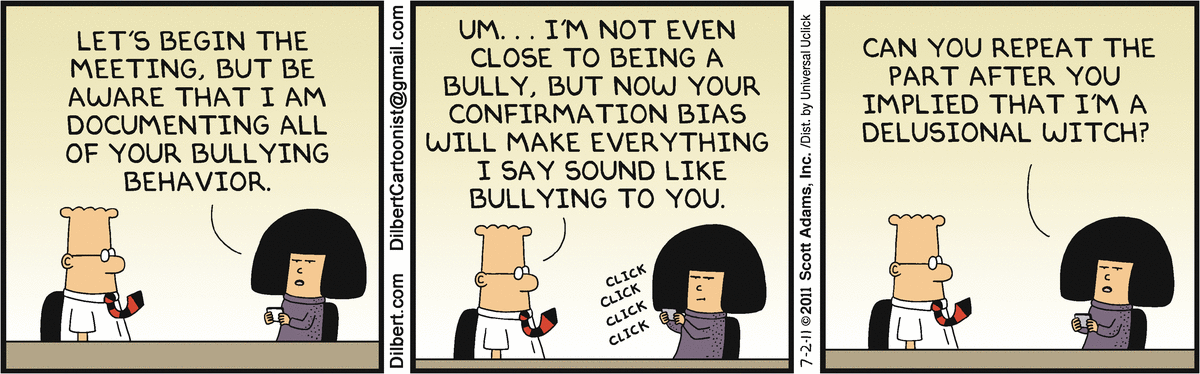 LET'S BEGIN THE
MEETING, BUT BE
AWARE THAT I AM
DOCUMENTING ALL
OF YOUR BULLYING
BEHAVIOR.
Dilbert.com DilbertCartoonist@gmail.com
UM. . . I'M NOT EVEN
CLOSE TO BEING A
BULLY, BUT NOW YOUR
CONFIRMATION BIAS
WILL MAKE EVERYTHING
I SAY SOUND LIKE
BULLYING TO YOU.
CLICK
CLICK
CLICK
CLICK
7-2-11 ©2011 Scott Adams, Inc. /Dist. by Universal Uclick
CAN YOU REPEAT THE
PART AFTER YOU
IMPLIED THAT I'M A
DELUSIONAL WITCH?